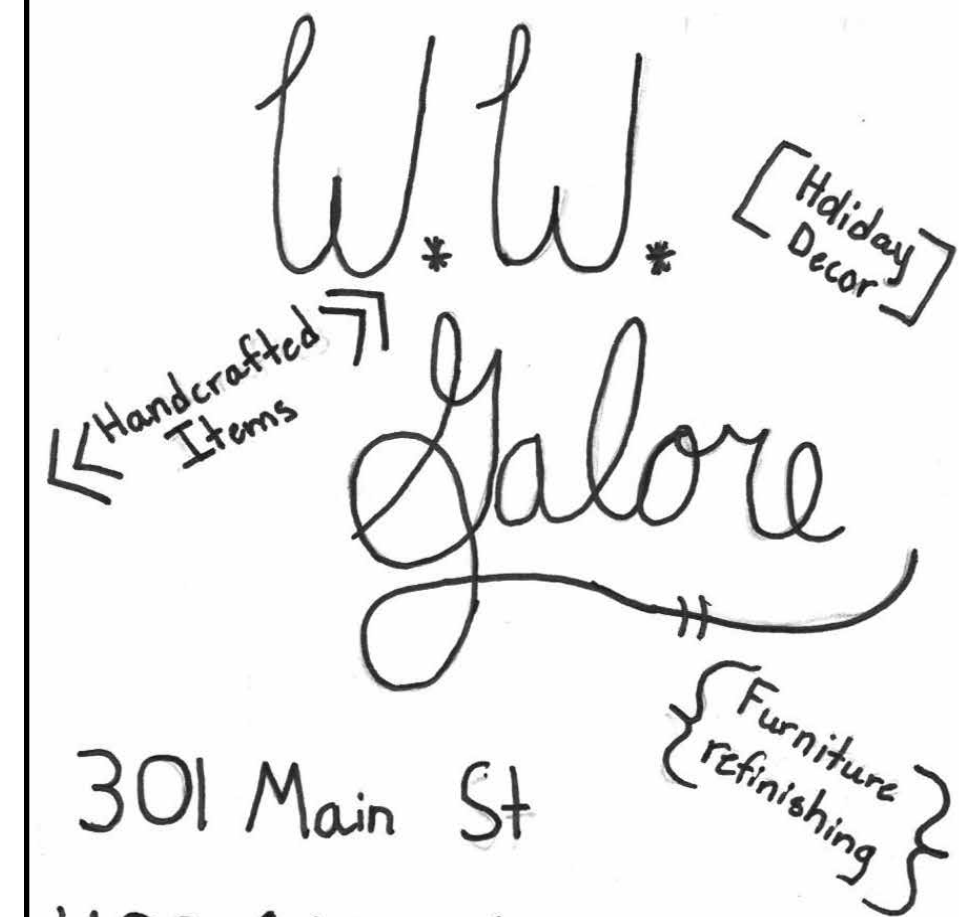 W.W.
[Holiday
Decor]
<<Handcrafted>>
Items
Galore
{Furniture
refinishing}
301 Main St